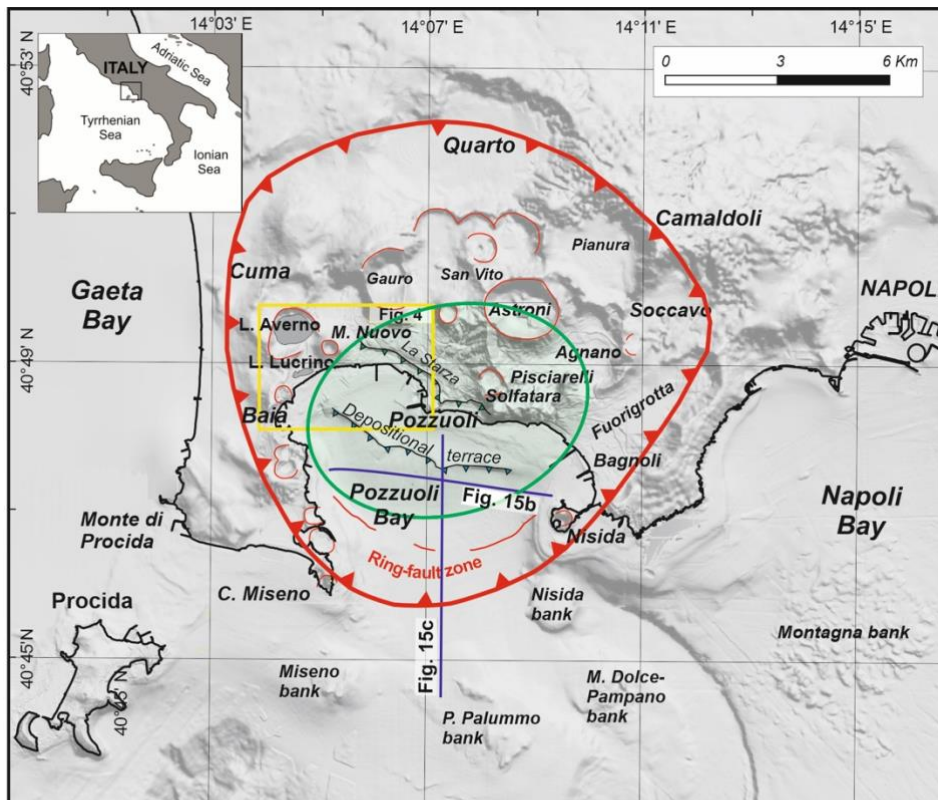 14°03' E
14°07' E
14°11' E
14°15' E
40°53' N
Adriatic Sea
ITALY
Tyrrhenian
Sea
Ionian
Sea
0 3 6 Km
Quarto
Camaldoli
Pianura
Cuma
Gauro
San Vito
Gaeta
Bay
Astroni
Soccavo
NAPOL
L. Averno
Fig. 4
M. Nuovo
40°49' N
La Starza
Agnano
L. Lucrino
Pisciarelli
Solfatara
Baia
Pozzuoli
Fuorigrotta
Depositional terrace
Bagnoli
Pozzuoli
Bay
Fig. 15b
Napoli
Bay
Monte di
Procida
Nisida
Ring-fault zone
C. Miseno
Nisida
bank
Procida
Montagna bank
40°45' N
40°45' N
Fig. 15c
Miseno
bank
M. Dolce-
Pampano
bank
P. Palummo
bank